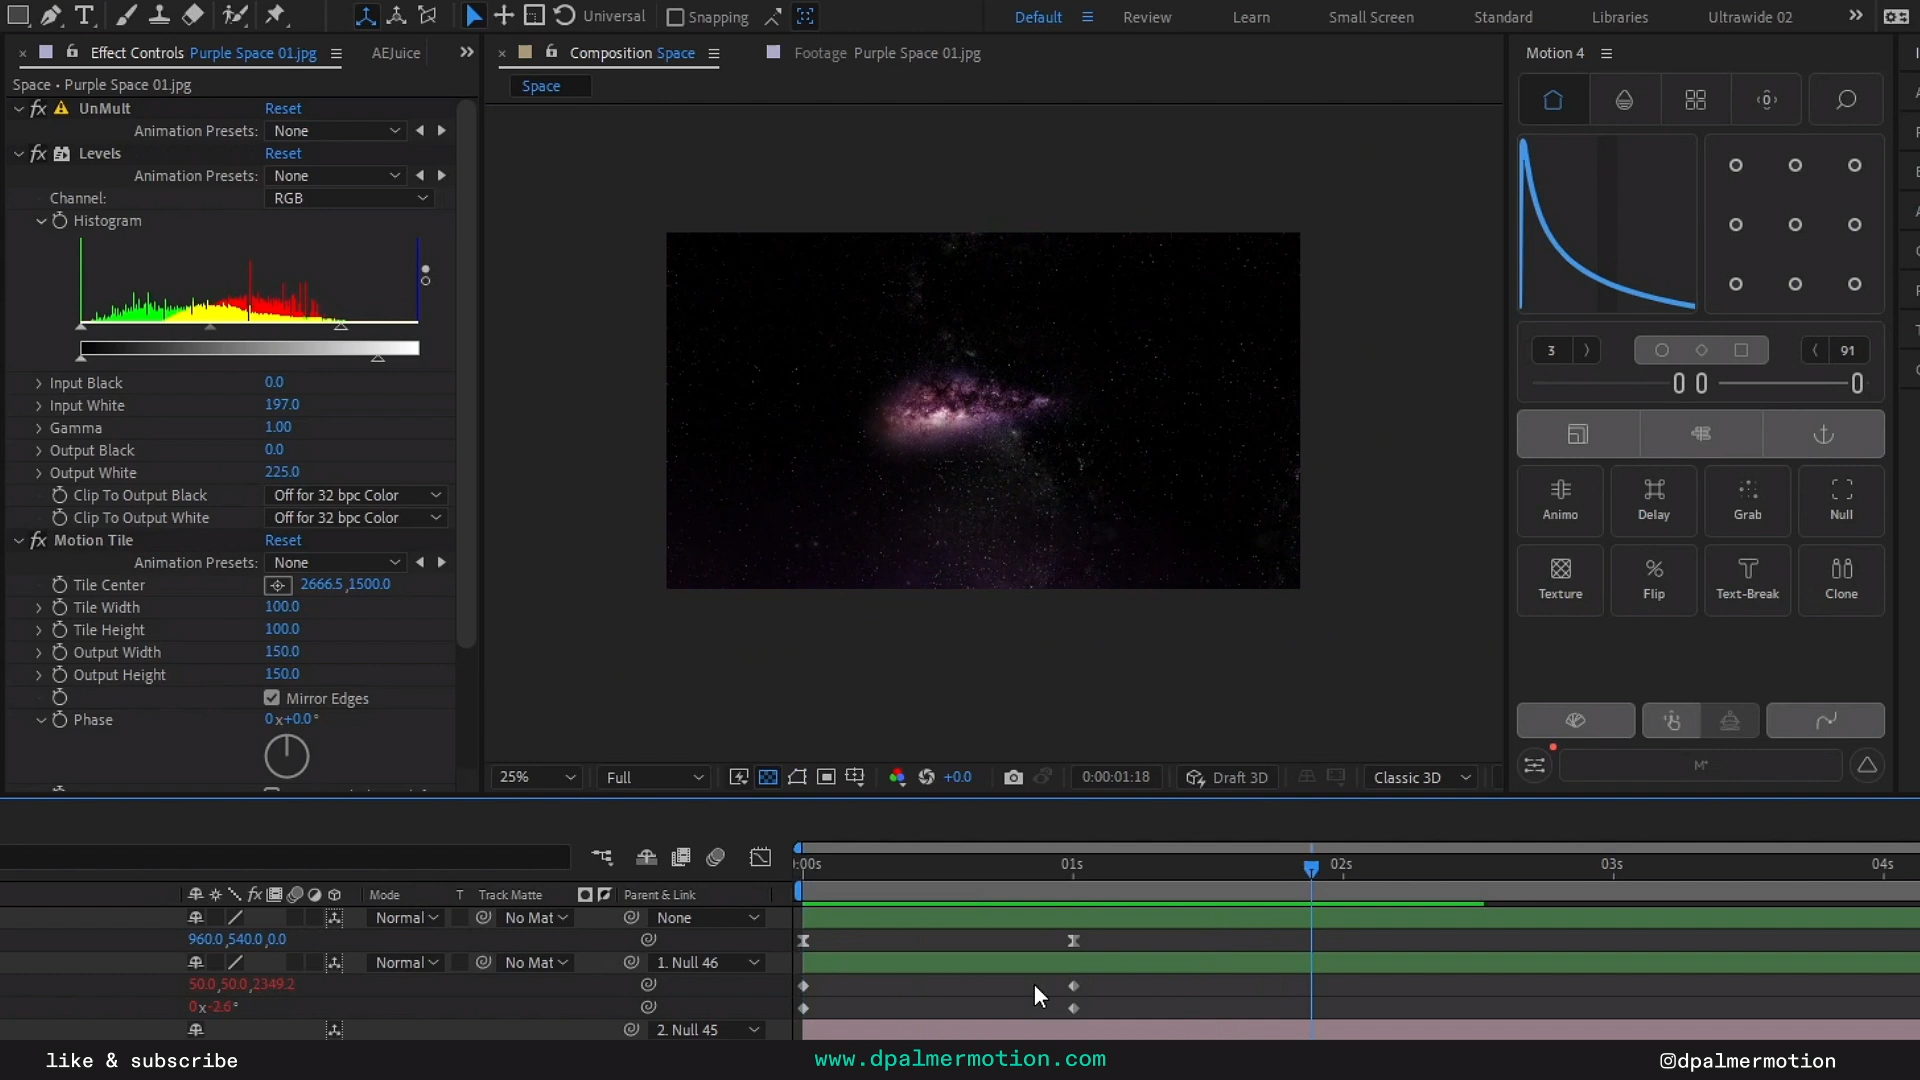 Universal
Snapping
Default
Review
Learn
Small Screen
Standard
Libraries
Ultrawide 02
Effect Controls Purple Space 01.jpg
AEJuice
Composition Space
Footage Purple Space 01.jpg
Motion 4
Space • Purple Space 01.jpg
Space
fx UnMult Reset
Animation Presets: None
fx Levels Reset
Animation Presets: None
Channel: RGB
Histogram
Input Black 0.0
Input White 197.0
Gamma 1.00
Output Black 0.0
Output White 225.0
Clip To Output Black Off for 32 bpc Color
Clip To Output White Off for 32 bpc Color
fx Motion Tile Reset
Animation Presets: None
Tile Center 2666.5,1500.0
Tile Width 100.0
Tile Height 100.0
Output Width 150.0
Output Height 150.0
Mirror Edges
Phase 0x+0.0°
3
91
Animo
Delay
Grab
Null
Texture
Flip
Text-Break
Clone
25%
Full
+0.0
0:00:01:18
Draft 3D
Classic 3D
:00s
01s
02s
03s
04s
fx
Mode
T
Track Matte
Parent & Link
Normal
No Mat
None
960.0,540.0,0.0
Normal
No Mat
1. Null 46
50.0,50.0,2349.2
0x-2.6°
2. Null 45
like & subscribe
www.dpalmermotion.com
dpalmermotion